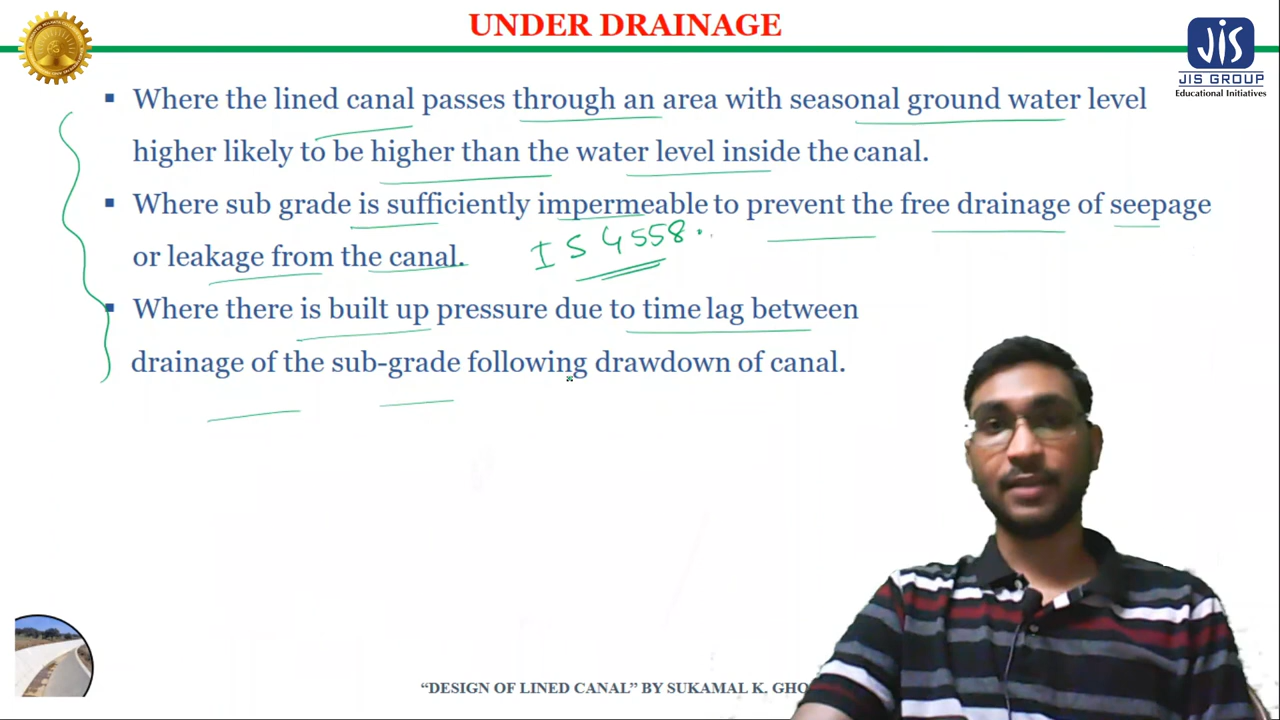 UNDER DRAINAGE
JIS
JIS GROUP
Educational Initiatives
▪ Where the lined canal passes through an area with seasonal ground water level
higher likely to be higher than the water level inside the canal.
▪ Where sub grade is sufficiently impermeable to prevent the free drainage of seepage
or leakage from the canal.
IS 4558
▪ Where there is built up pressure due to time lag between
drainage of the sub-grade following drawdown of canal.
“DESIGN OF LINED CANAL” BY SUKAMAL K. GHO